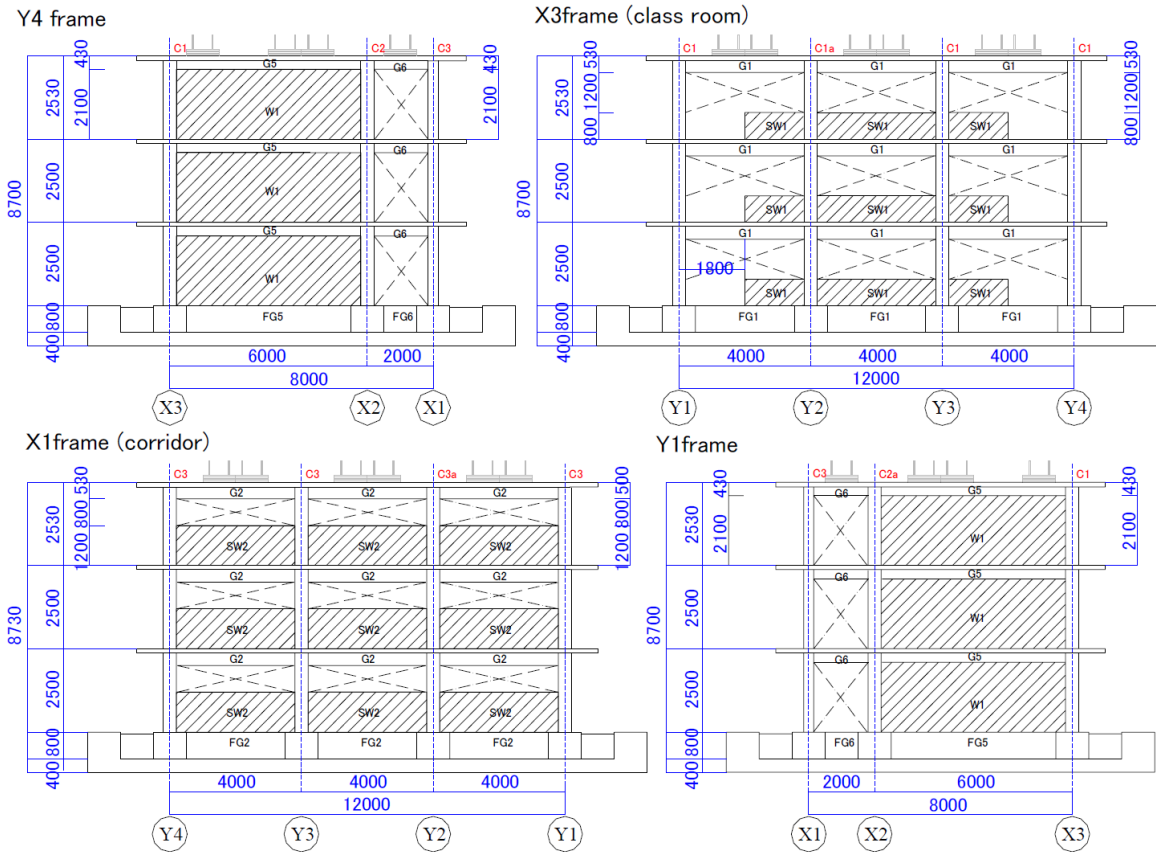 Y4 frame
C1 C2 C3
430 2100 2530 2500 2500 8700 800 400
G5 G6
W1
430 2100
G5 G6
W1
G5 G6
W1
FG5 FG6
6000 2000
8000
X3 X2 X1
X3frame (class room)
C1 C1a C1 C1
530 1200 800 2530 2500 2500 8700 800 400
G1 G1 G1
SW1 SW1 SW1
530 1200 800
G1 G1 G1
SW1 SW1 SW1
G1 G1 G1
1800
SW1 SW1 SW1
FG1 FG1 FG1
4000 4000 4000
12000
Y1 Y2 Y3 Y4
X1frame (corridor)
C3 C3 C3a C3
530 800 1200 2530 2500 2500 8730 800 400
G2 G2 G2
SW2 SW2 SW2
500 800 1200
G2 G2 G2
SW2 SW2 SW2
G2 G2 G2
SW2 SW2 SW2
FG2 FG2 FG2
4000 4000 4000
12000
Y4 Y3 Y2 Y1
Y1frame
C3 C2a C1
430 2100 2530 2500 2500 8700 800 400
G6 G5
W1
430 2100
G6 G5
W1
G6 G5
W1
FG6 FG5
2000 6000
8000
X1 X2 X3